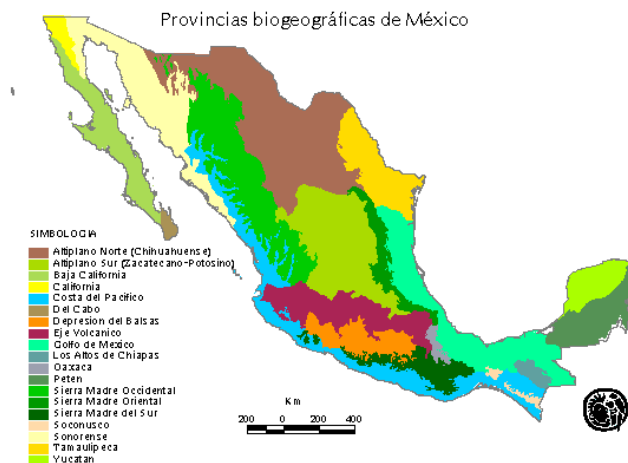 Provincias biogeográficas de México
SIMBOLOGIA
Altiplano Norte (Chihuahuense)
Altiplano Sur (Zacatecano-Potosino)
Baja California
California
Costa del Pacifico
Del Cabo
Depresion del Balsas
Eje Volcanico
Golfo de Mexico
Los Altos de Chiapas
Oaxaca
Peten
Sierra Madre Occidental
Sierra Madre Oriental
Sierra Madre del Sur
Soconusco
Sonorense
Tamaulipeca
Yucatan
Km
200 0 200 400